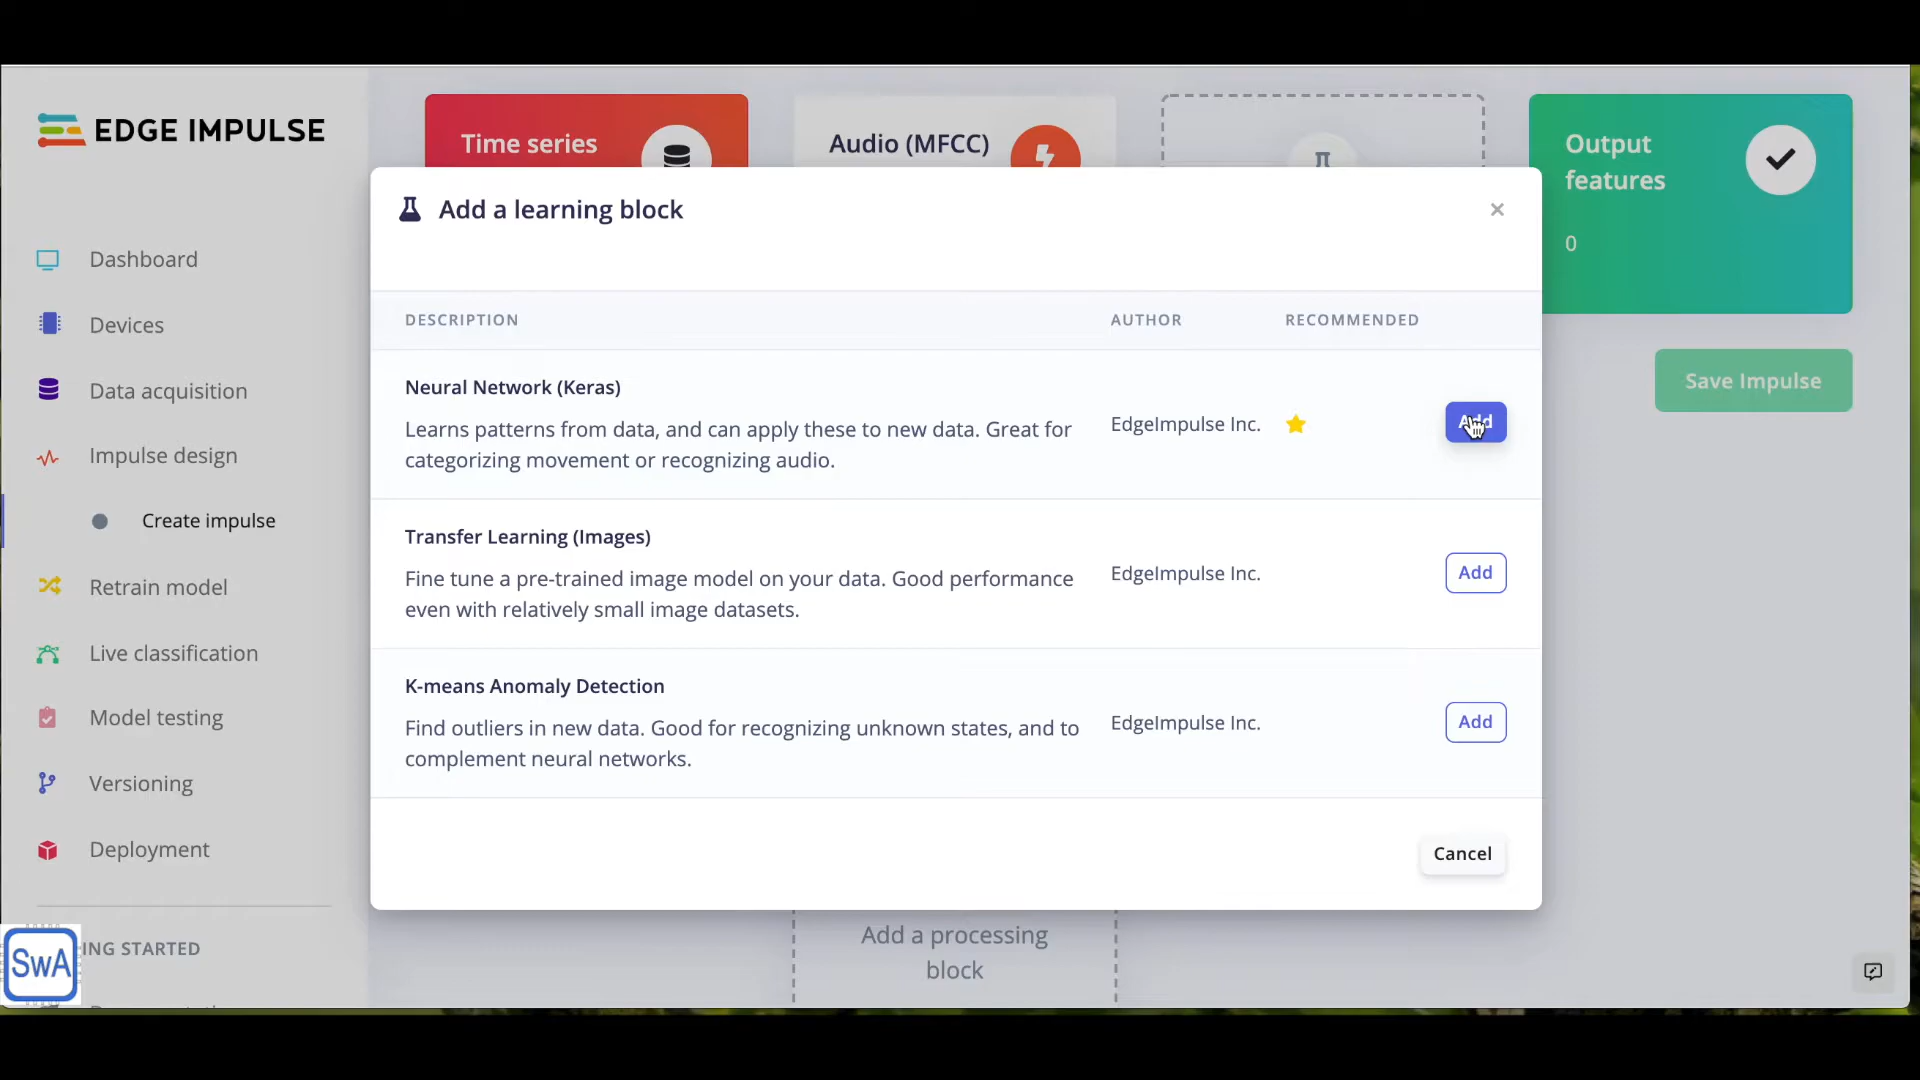 EDGE IMPULSE
Dashboard
Devices
Data acquisition
Impulse design
Create impulse
Retrain model
Live classification
Model testing
Versioning
Deployment
ING STARTED
SwA
Time series
Audio (MFCC)
Output
features
0
Save Impulse
Add a learning block
×
DESCRIPTION
AUTHOR
RECOMMENDED
Neural Network (Keras)
Learns patterns from data, and can apply these to new data. Great for
categorizing movement or recognizing audio.
EdgeImpulse Inc.
Add
Transfer Learning (Images)
Fine tune a pre-trained image model on your data. Good performance
even with relatively small image datasets.
EdgeImpulse Inc.
Add
K-means Anomaly Detection
Find outliers in new data. Good for recognizing unknown states, and to
complement neural networks.
EdgeImpulse Inc.
Add
Cancel
Add a processing
block